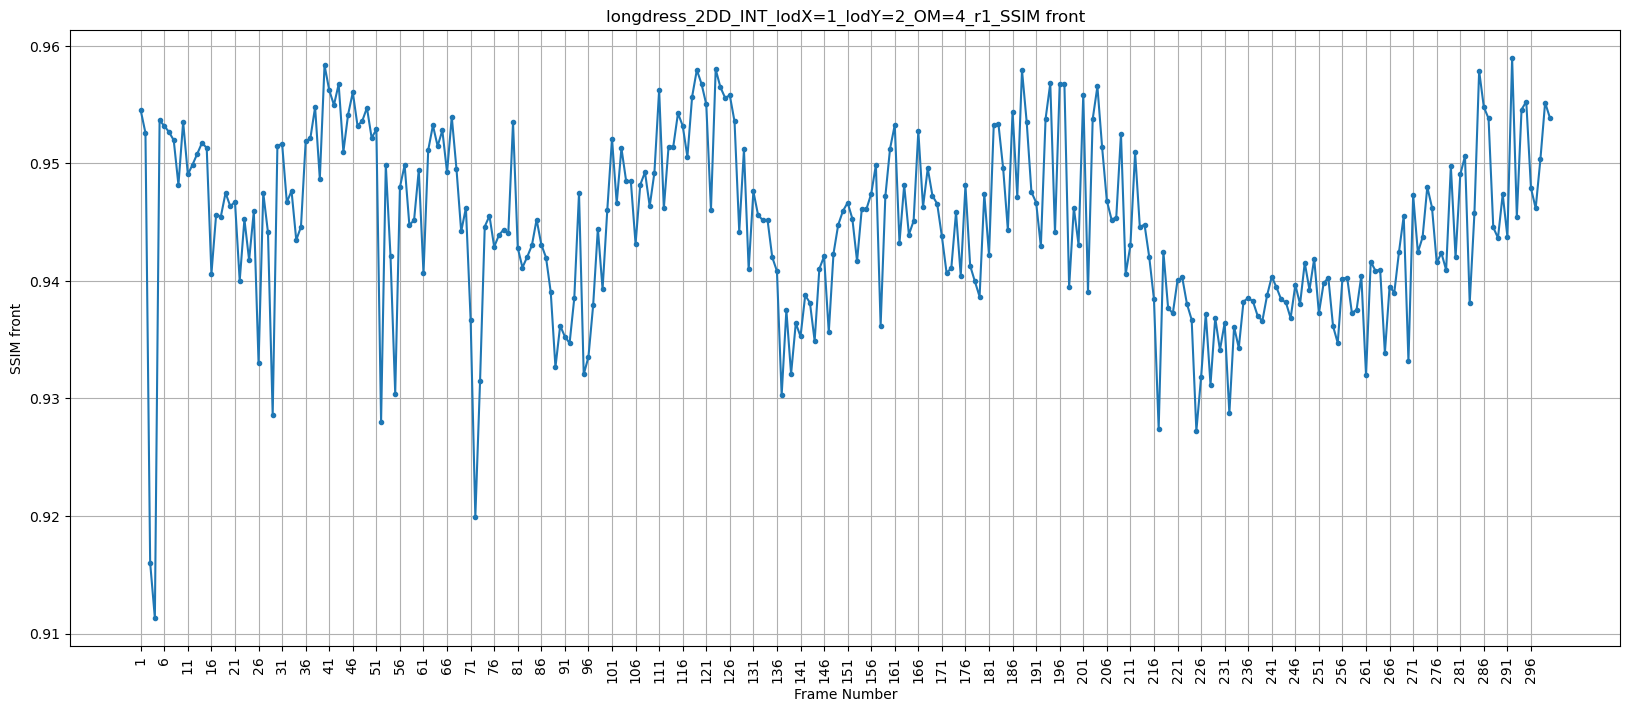 longdress_2DD_INT_lodX=1_lodY=2_OM=4_r1_SSIM front
SSIM front
0.96
0.95
0.94
0.93
0.92
0.91
1 6 11 16 21 26 31 36 41 46 51 56 61 66 71 76 81 86 91 96 101 106 111 116 121 126 131 136 141 146 151 156 161 166 171 176 181 186 191 196 201 206 211 216 221 226 231 236 241 246 251 256 261 266 271 276 281 286 291 296
Frame Number